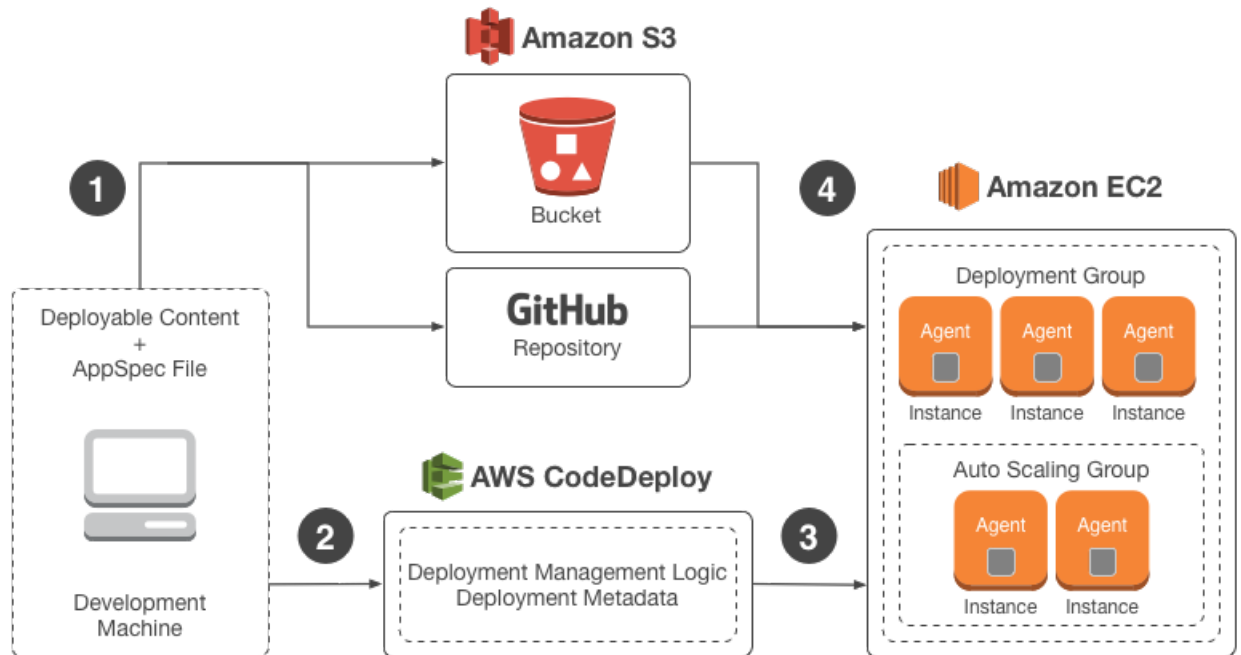 Amazon S3
1
Bucket
4
Amazon EC2
Deployable Content
+
AppSpec File
GitHub
Repository
Deployment Group
Agent Agent Agent
Instance Instance Instance
Development
Machine
AWS CodeDeploy
2
Deployment Management Logic
Deployment Metadata
3
Auto Scaling Group
Agent Agent
Instance Instance